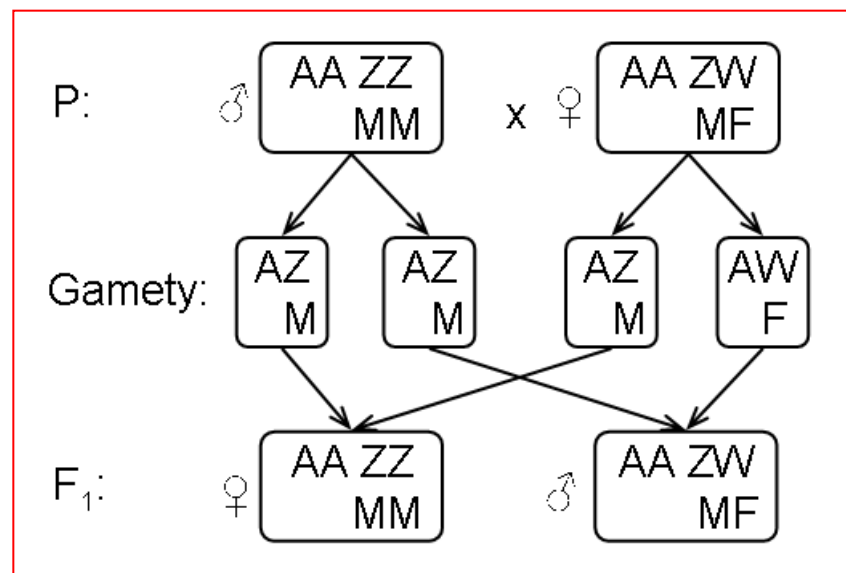 P: ♂ AA ZZ MM x ♀ AA ZW MF
Gamety: AZ M AZ M AZ M AW F
F₁: ♀ AA ZZ MM ♂ AA ZW MF